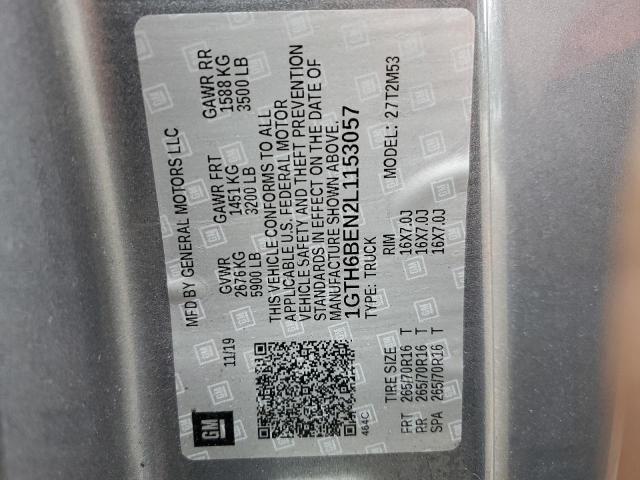 GM
MFD BY GENERAL MOTORS LLC
11/19
GVWR GAWR FRT GAWR RR
2676 KG 1451 KG 1588 KG
5900 LB 3200 LB 3500 LB
THIS VEHICLE CONFORMS TO ALL
APPLICABLE U.S. FEDERAL MOTOR
VEHICLE SAFETY AND THEFT PREVENTION
STANDARDS IN EFFECT ON THE DATE OF
MANUFACTURE SHOWN ABOVE.
1GTH6BEN2L1153057
TYPE: TRUCK MODEL: 27T2M53
464C
TIRE SIZE RIM
FRT 265/70R16 T 16X7.0J
RR 265/70R16 T 16X7.0J
SPA 265/70R16 T 16X7.0J